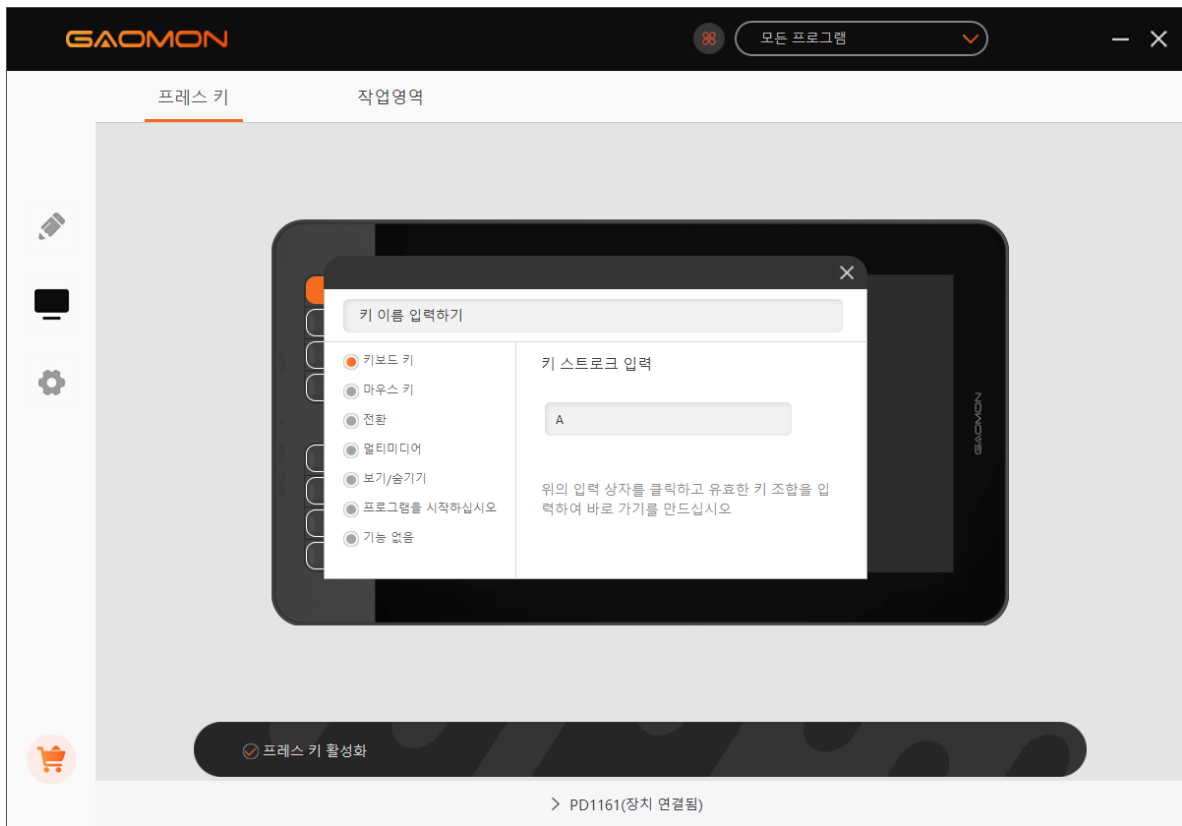 GAOMON
모든 프로그램
프레스 키
작업영역
키 이름 입력하기
키보드 키
마우스 키
전환
멀티미디어
보기/숨기기
프로그램을 시작하십시오
기능 없음
키 스트로크 입력
A
위의 입력 상자를 클릭하고 유효한 키 조합을 입
력하여 바로 가기를 만드십시오
GAOMON
프레스 키 활성화
PD1161(장치 연결됨)